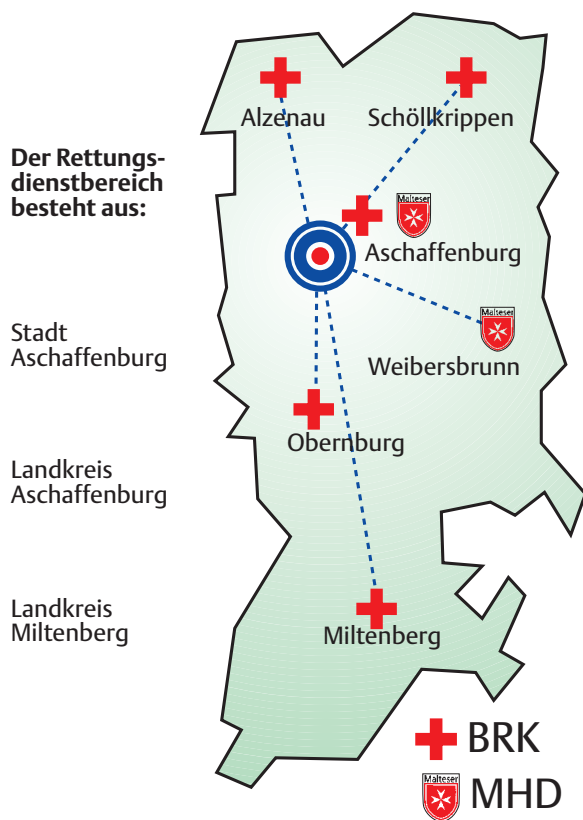 Alzenau
Schöllkrippen
Der Rettungs-
dienstbereich
besteht aus:
Malteser
Aschaffenburg
Malteser
Stadt
Aschaffenburg
Weibersbrunn
Obernburg
Landkreis
Aschaffenburg
Landkreis
Miltenberg
Miltenberg
BRK
Malteser
MHD